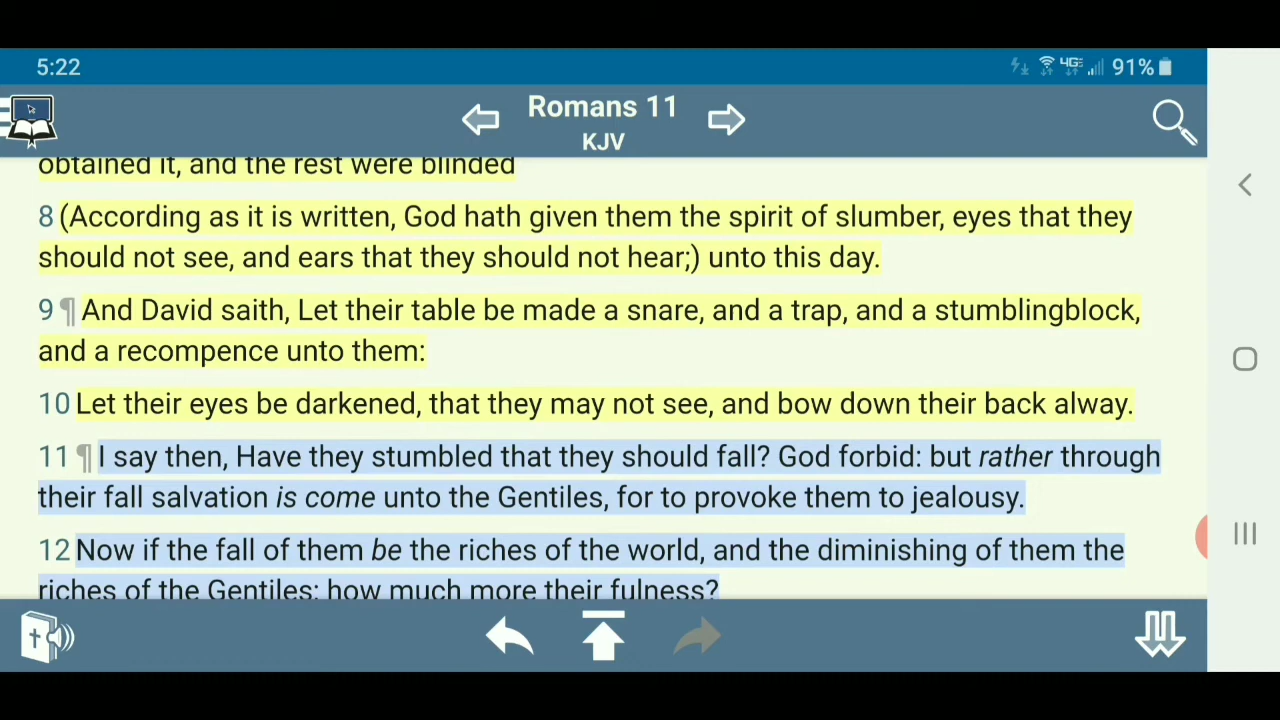 5:22
4G
91%
Romans 11
KJV
obtained it, and the rest were blinded
8 (According as it is written, God hath given them the spirit of slumber, eyes that they
should not see, and ears that they should not hear;) unto this day.
9 ¶ And David saith, Let their table be made a snare, and a trap, and a stumblingblock,
and a recompence unto them:
10 Let their eyes be darkened, that they may not see, and bow down their back alway.
11 ¶ I say then, Have they stumbled that they should fall? God forbid: but rather through
their fall salvation is come unto the Gentiles, for to provoke them to jealousy.
12 Now if the fall of them be the riches of the world, and the diminishing of them the
riches of the Gentiles; how much more their fulness?